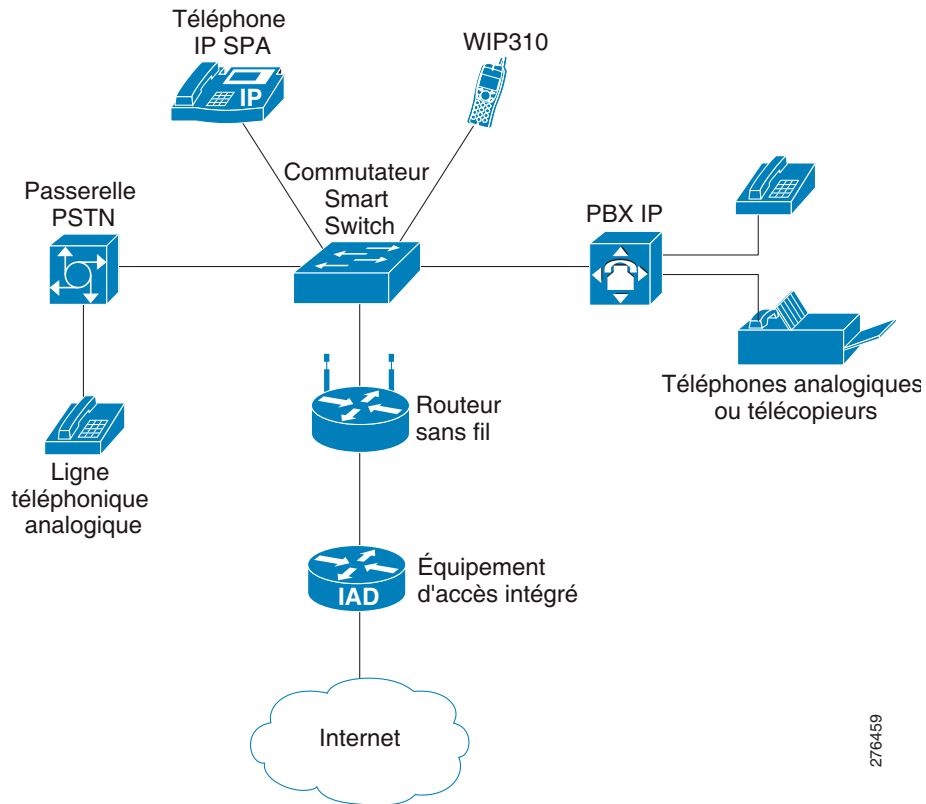 Téléphone
IP SPA
IP
WIP310
Commutateur
Smart
Switch
Passerelle
PSTN
PBX IP
Téléphones analogiques
ou télécopieurs
Routeur
sans fil
Ligne
téléphonique
analogique
Équipement
d'accès intégré
IAD
Internet
276459